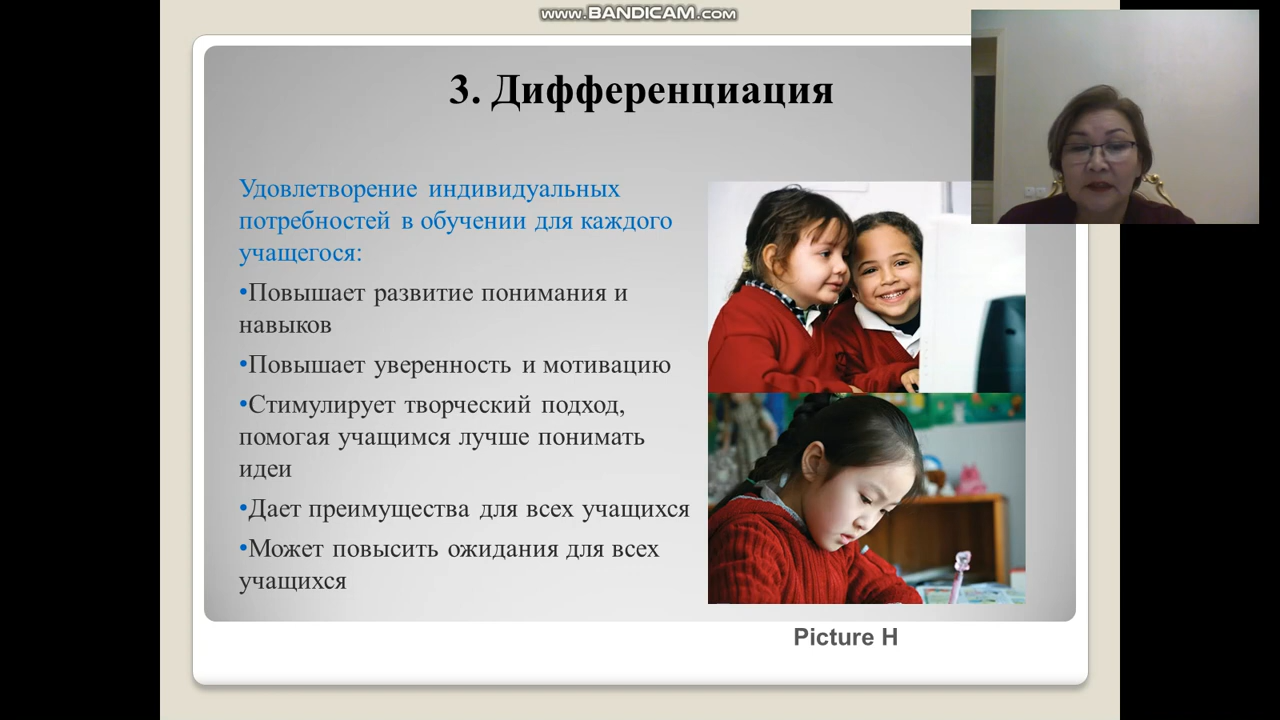 www.BANDICAM.com
3. Дифференциация
Удовлетворение индивидуальных
потребностей в обучении для каждого
учащегося:
•Повышает развитие понимания и
навыков
•Повышает уверенность и мотивацию
•Стимулирует творческий подход,
помогая учащимся лучше понимать
идеи
•Дает преимущества для всех учащихся
•Может повысить ожидания для всех
учащихся
Picture H